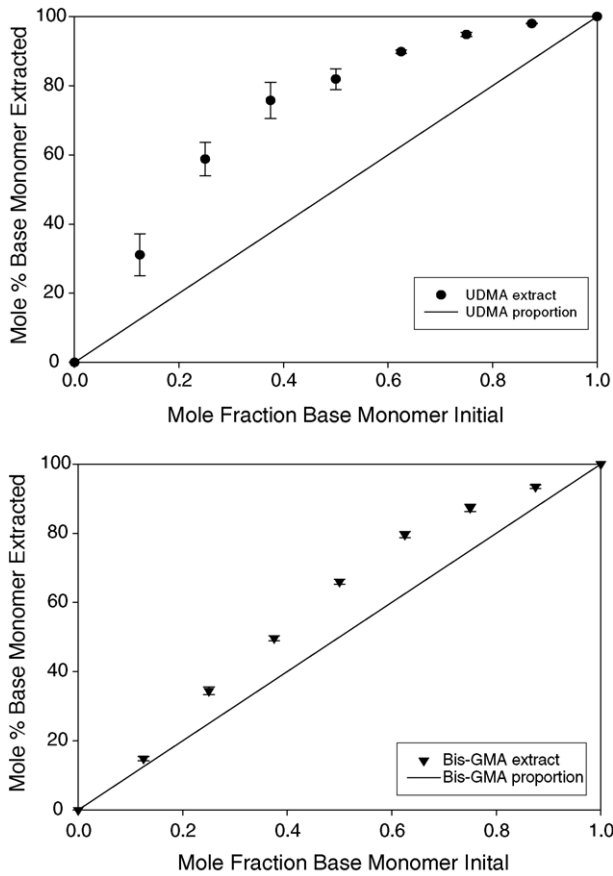 100
80
60
40
20
0
Mole % Base Monomer Extracted
UDMA extract
UDMA proportion
0.0 0.2 0.4 0.6 0.8 1.0
Mole Fraction Base Monomer Initial
100
80
60
40
20
0
Mole % Base Monomer Extracted
Bis-GMA extract
Bis-GMA proportion
0.0 0.2 0.4 0.6 0.8 1.0
Mole Fraction Base Monomer Inital